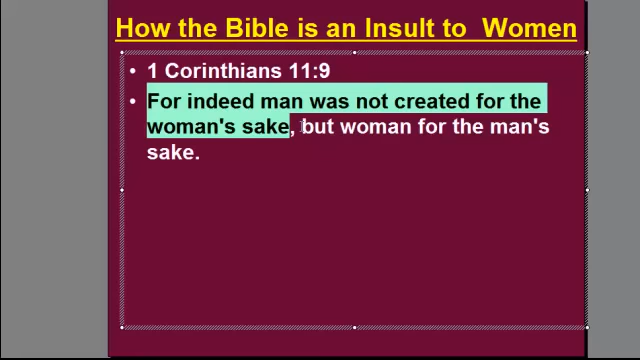 How the Bible is an Insult to Women
• 1 Corinthians 11:9
• For indeed man was not created for the
woman's sake, but woman for the man's
sake.